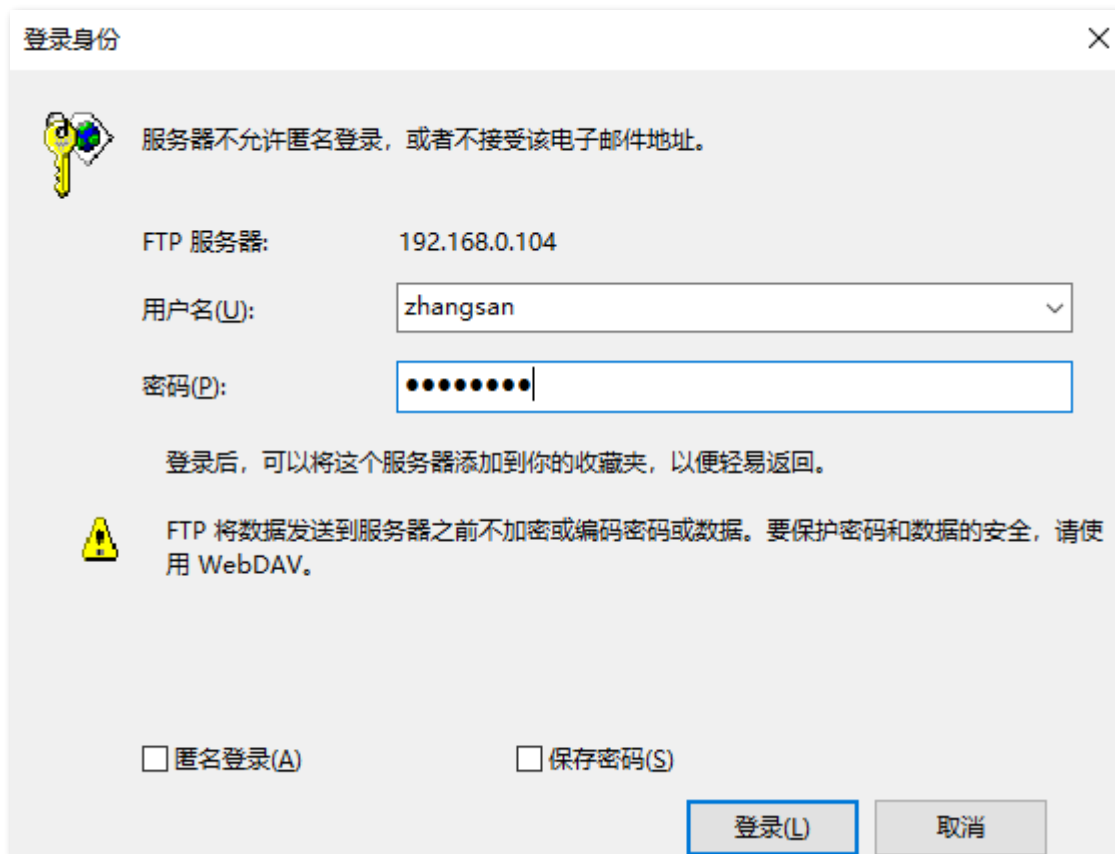 登录身份
服务器不允许匿名登录，或者不接受该电子邮件地址。
FTP 服务器: 192.168.0.104
用户名(U): zhangsan
密码(P): ●●●●●●●●
登录后，可以将这个服务器添加到你的收藏夹，以便轻易返回。
FTP 将数据发送到服务器之前不加密或编码密码或数据。要保护密码和数据的安全，请使
用 WebDAV。
匿名登录(A) 保存密码(S)
登录(L) 取消